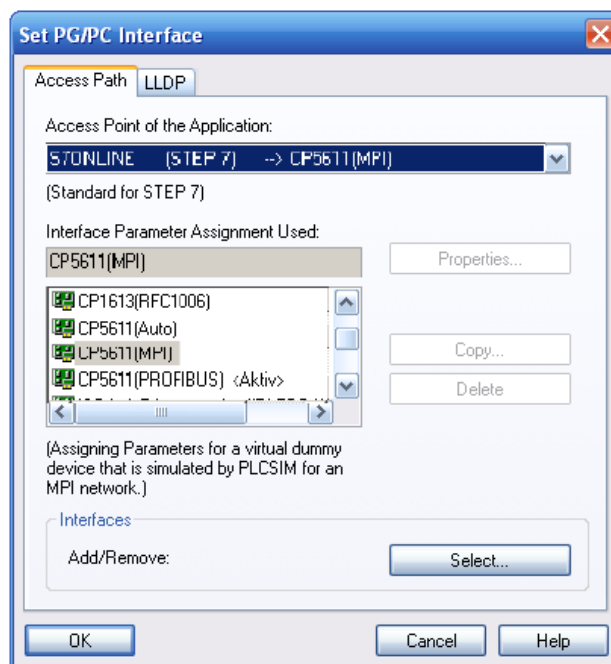 Set PG/PC Interface
Access Path LLDP
Access Point of the Application:
S7ONLINE (STEP 7) --> CP5611(MPI)
(Standard for STEP 7)
Interface Parameter Assignment Used:
CP5611(MPI)
Properties...
CP1613(RFC1006)
CP5611(Auto)
CP5611(MPI)
Copy...
CP5611(PROFIBUS) <Aktiv>
Delete
(Assigning Parameters for a virtual dummy
device that is simulated by PLCSIM for an
MPI network.)
Interfaces
Add/Remove:
Select...
OK
Cancel
Help